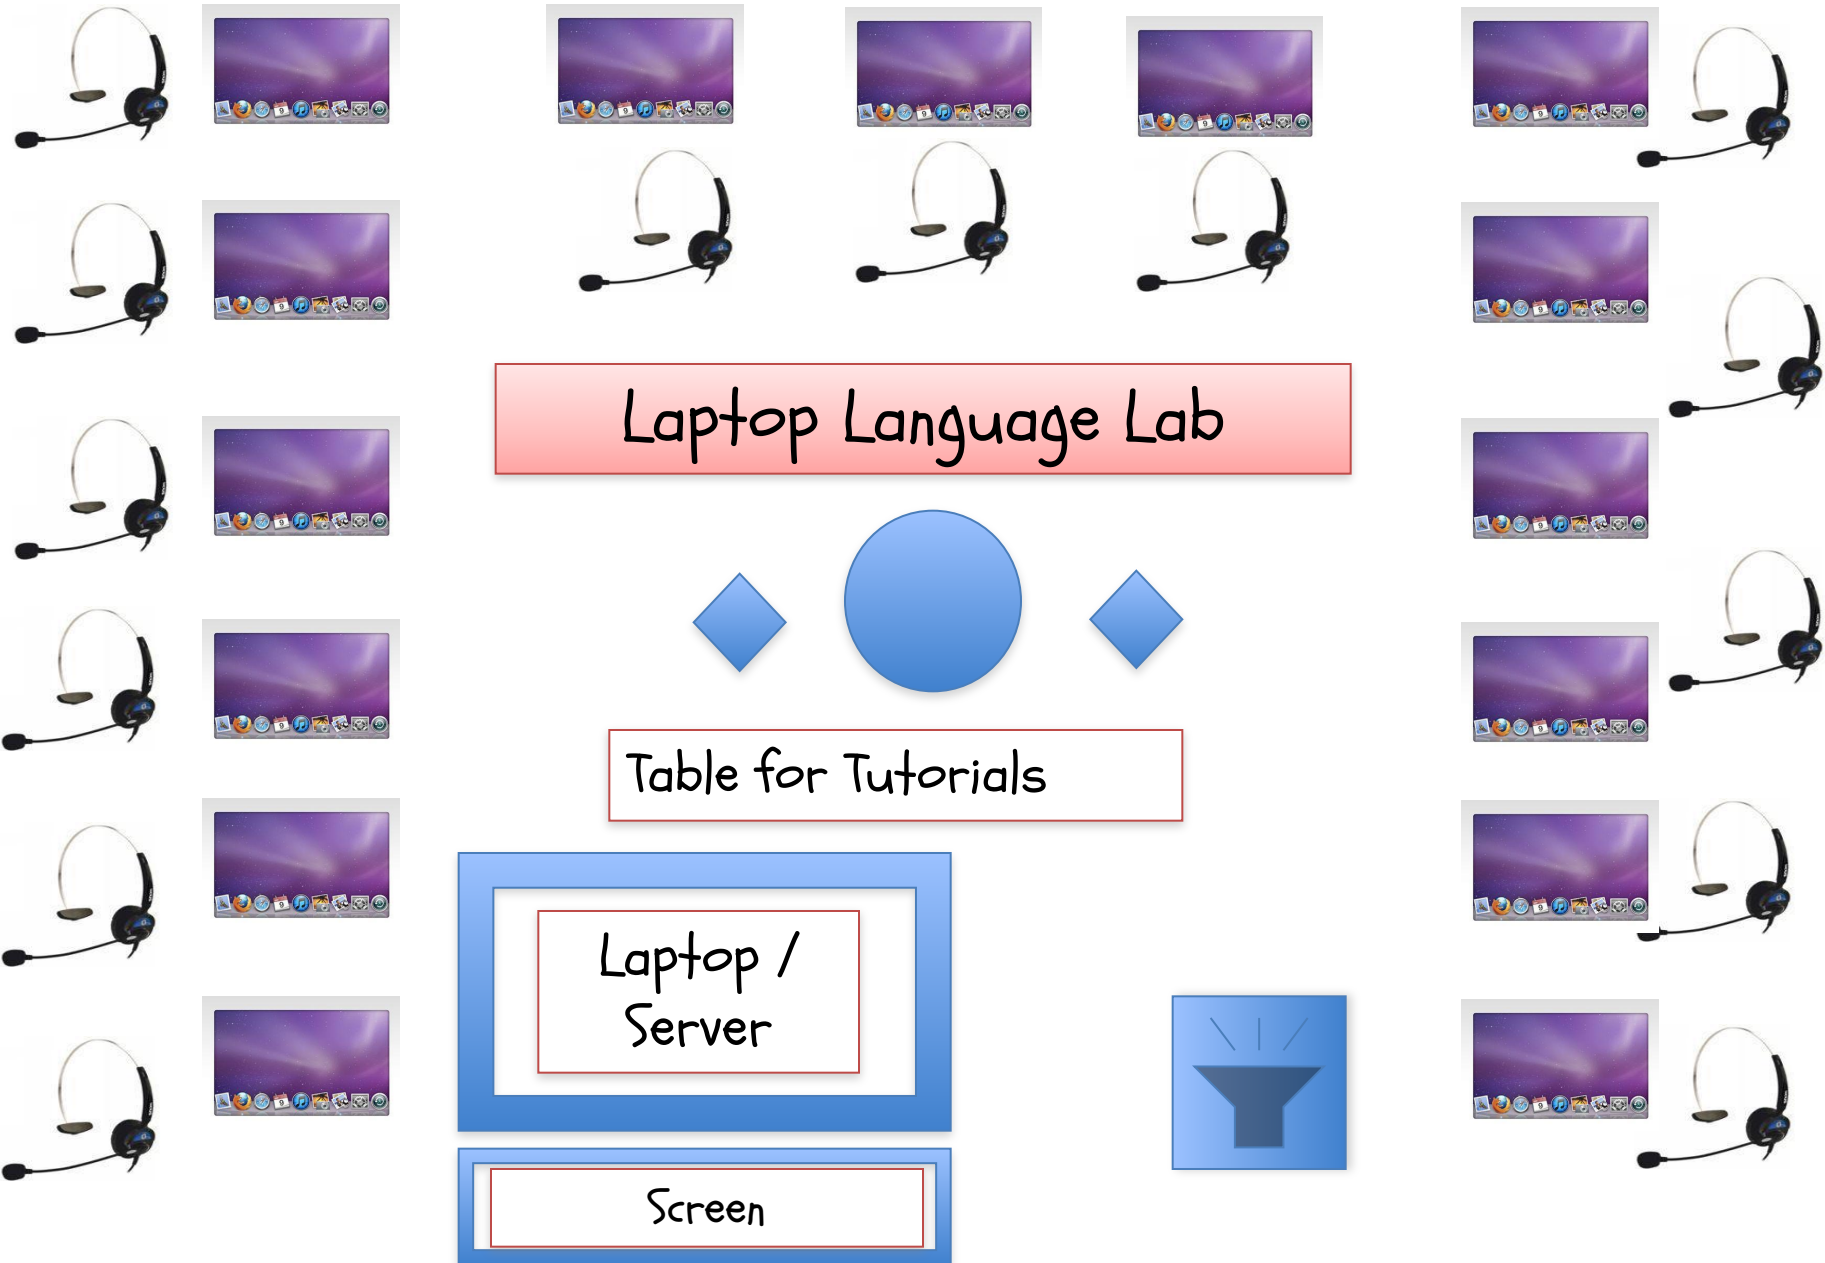 Laptop Language Lab
Table for Tutorials
Laptop /
Server
Screen